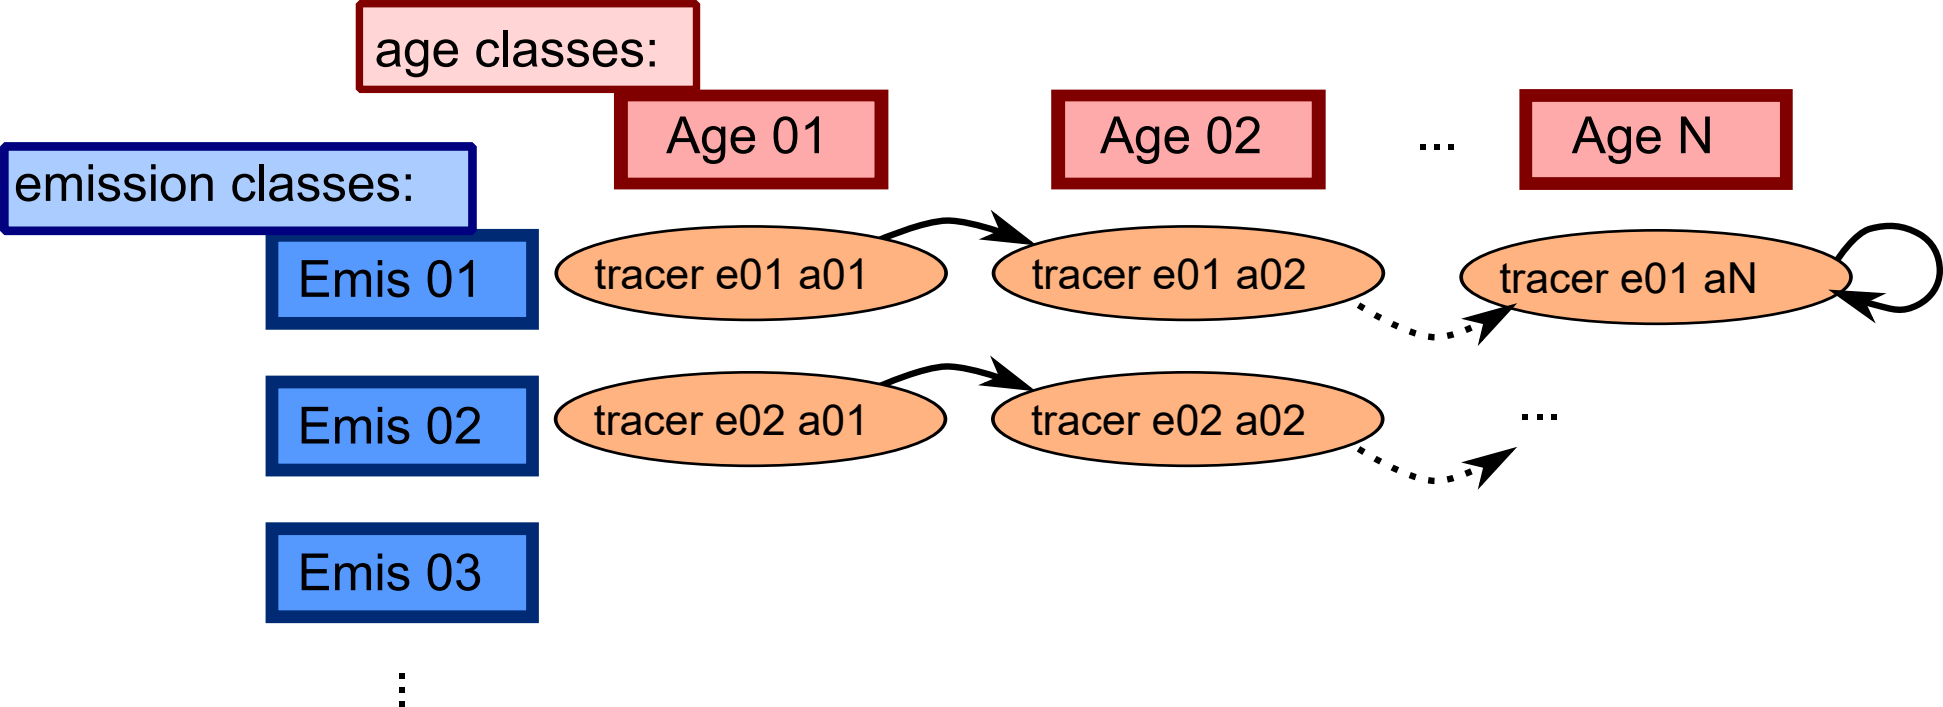 age classes:
Age 01
Age 02
...
Age N
emission classes:
Emis 01
tracer e01 a01
tracer e01 a02
tracer e01 aN
Emis 02
tracer e02 a01
tracer e02 a02
...
Emis 03
...